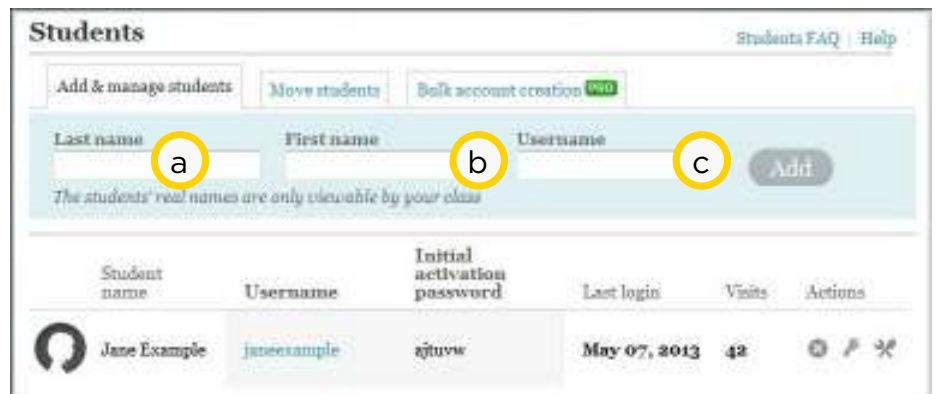 Students
Students FAQ | Help
Add & manage students Move students Bulk account creation PRO
Last name First name Username
a b c Add
The students' real names are only viewable by your class
Student name Username Initial activation password Last login Visits Actions
Jane Example janeexample ajtuvw May 07, 2013 42